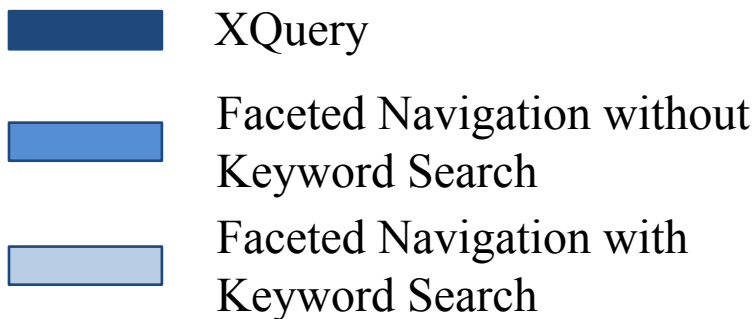 XQuery
Faceted Navigation without
Keyword Search
Faceted Navigation with
Keyword Search